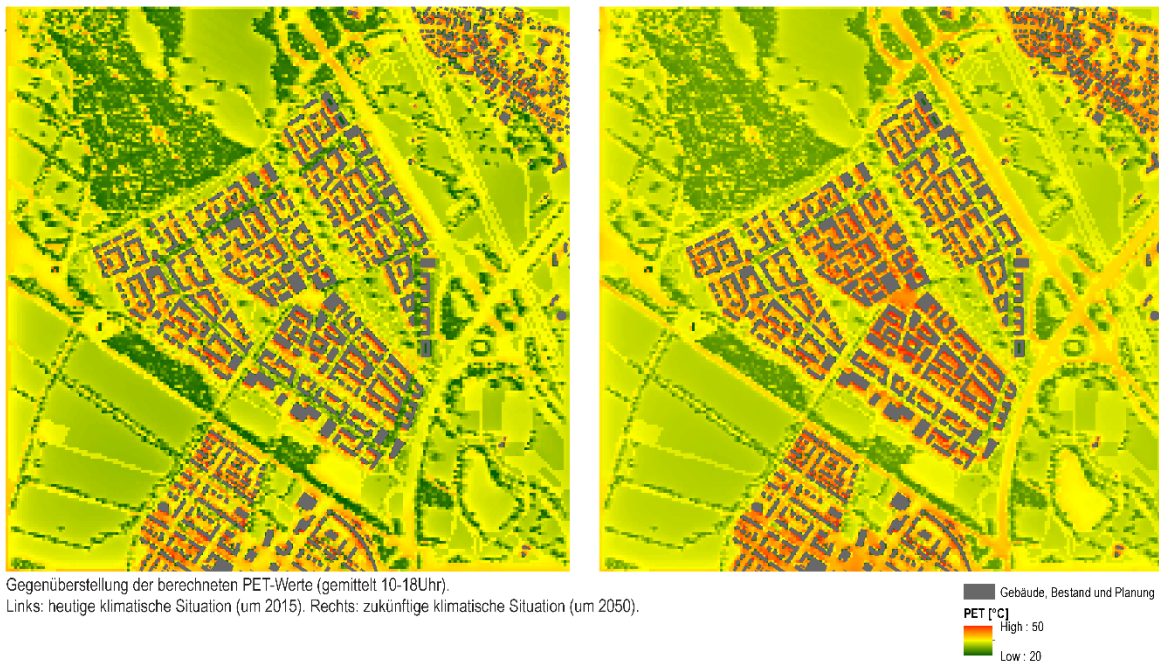 Gegenüberstellung der berechneten PET-Werte (gemittelt 10-18Uhr).
Links: heutige klimatische Situation (um 2015). Rechts: zukünftige klimatische Situation (um 2050).
Gebäude, Bestand und Planung
PET [°C]
High : 50
Low : 20